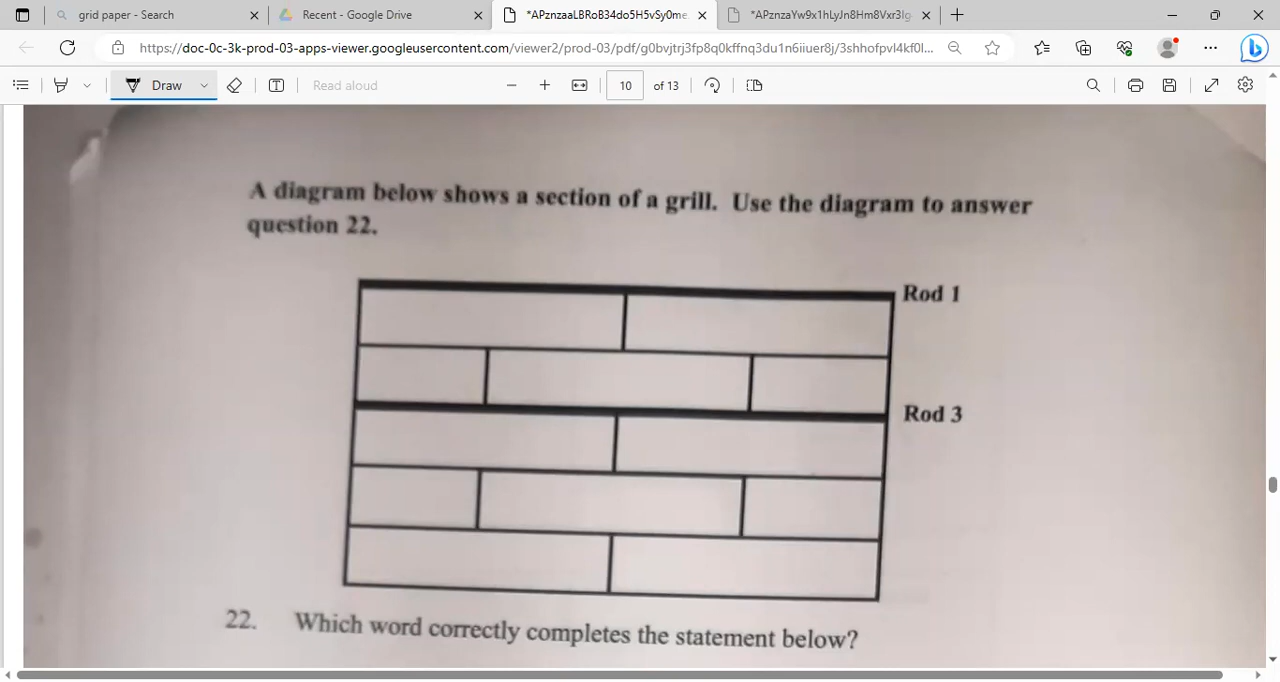 grid paper - Search
Recent - Google Drive
*APznzaaLBRoB34do5H5vSy0me
*APznzaYw9x1hLyJn8Hm8Vxr3lg
https://doc-0c-3k-prod-03-apps-viewer.googleusercontent.com/viewer2/prod-03/pdf/g0bvjtrj3fp8q0kffnq3du1n6iiuer8j/3shhofpvl4kf0l...
Draw
Read aloud
10 of 13
A diagram below shows a section of a grill. Use the diagram to answer
question 22.
Rod 1
Rod 3
22. Which word correctly completes the statement below?